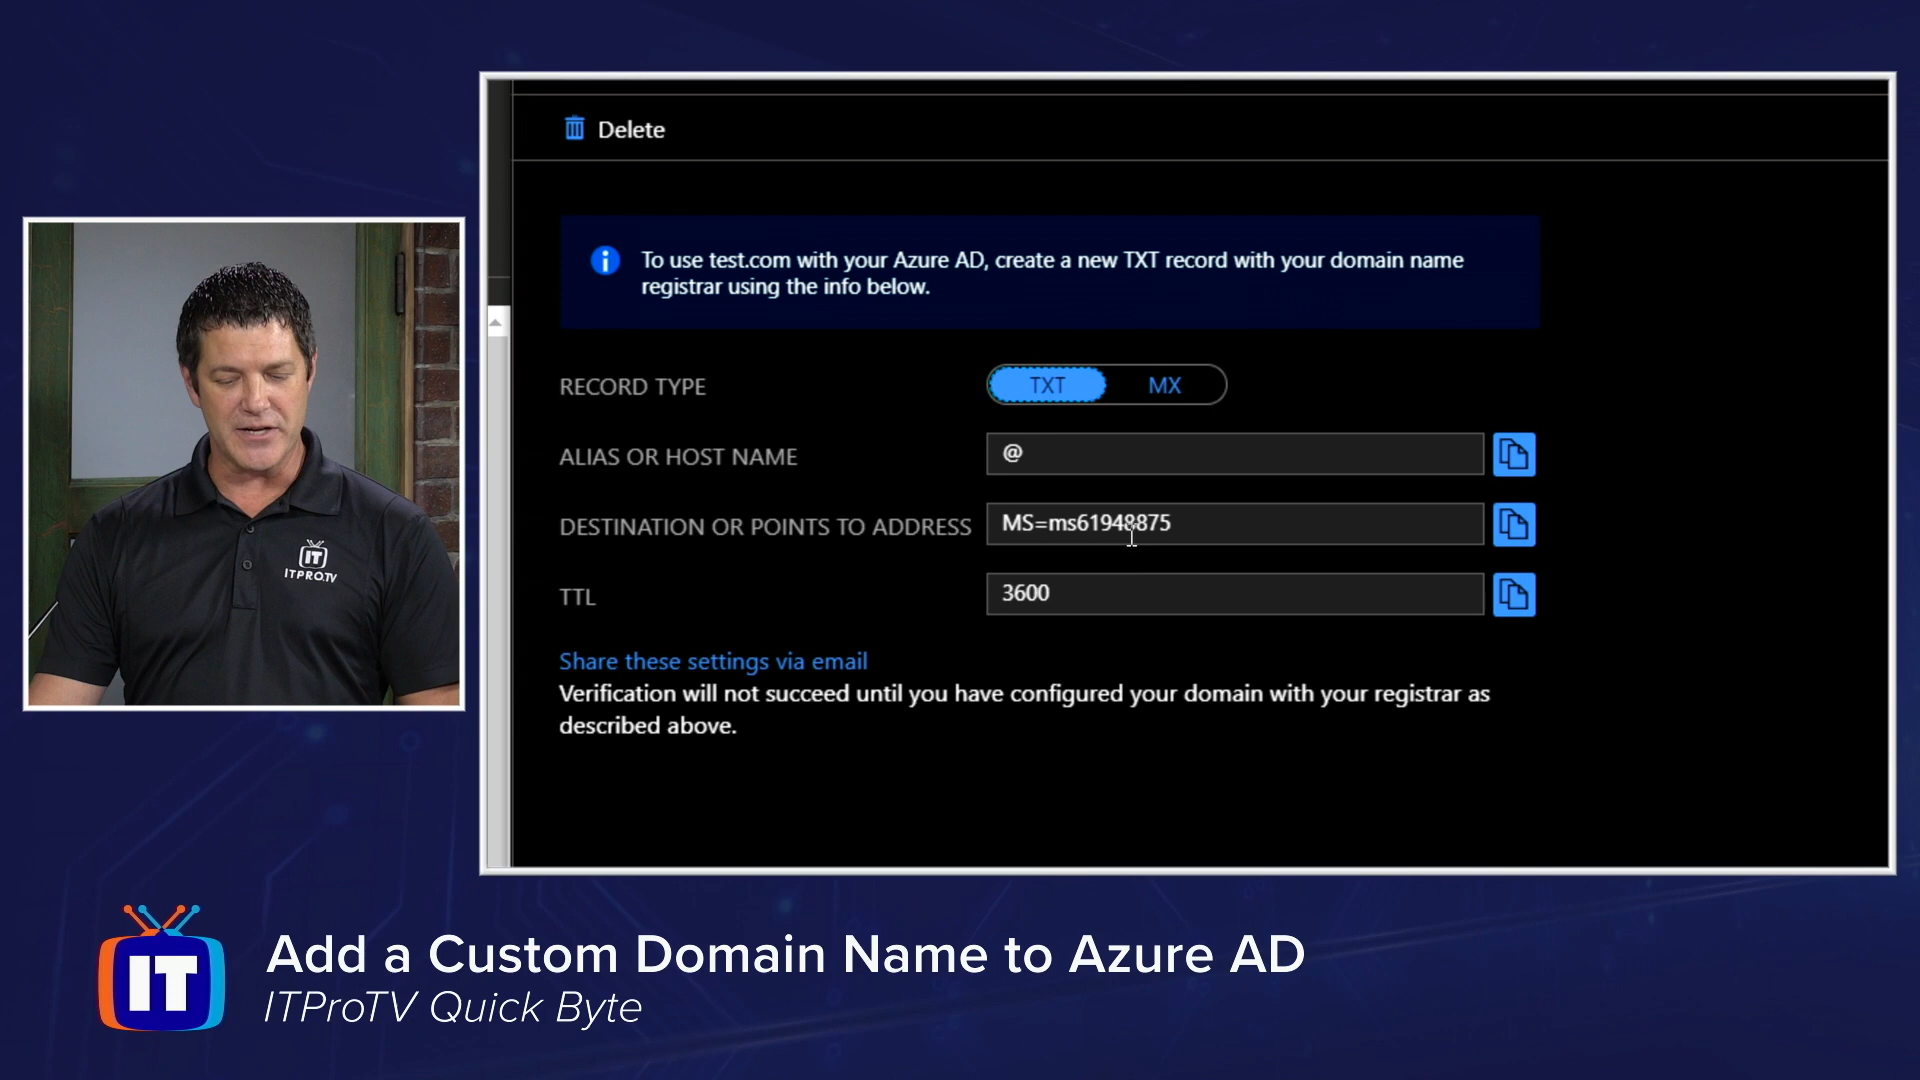 Delete
To use test.com with your Azure AD, create a new TXT record with your domain name
registrar using the info below.
RECORD TYPE
TXT
MX
ALIAS OR HOST NAME
@
DESTINATION OR POINTS TO ADDRESS
MS=ms61948875
TTL
3600
Share these settings via email
Verification will not succeed until you have configured your domain with your registrar as
described above.
IT
ITPRO.TV
IT
Add a Custom Domain Name to Azure AD
ITProTV Quick Byte